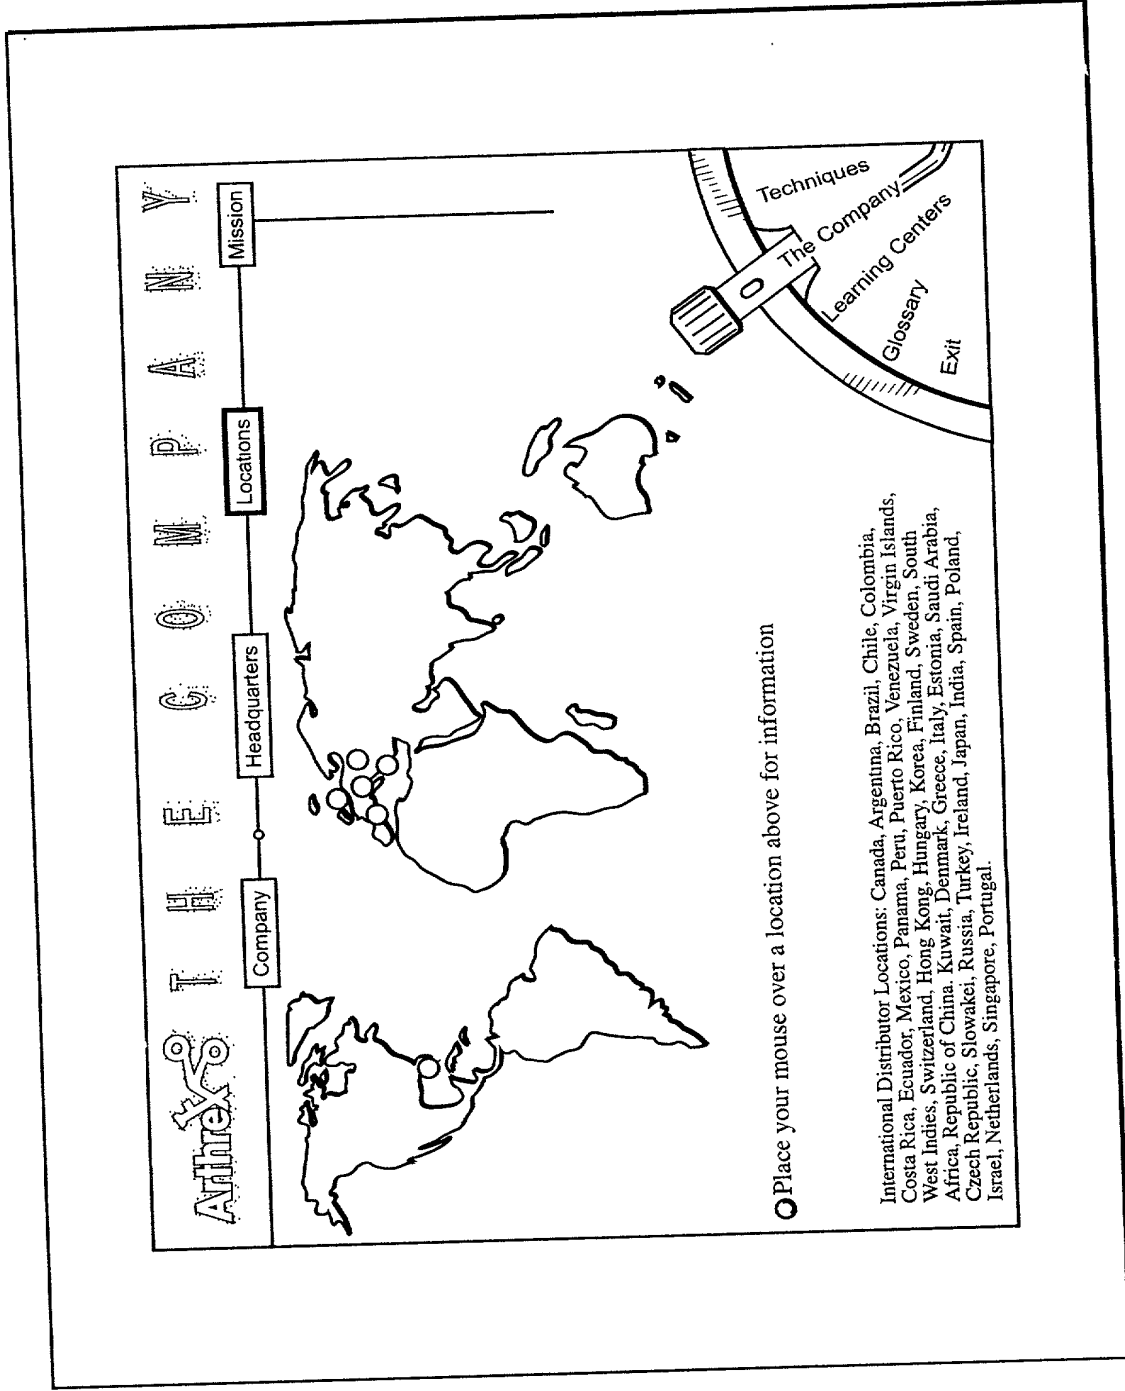 Arthrex
THE COMPANY
Company
Headquarters
Locations
Mission
Place your mouse over a location above for information
International Distributor Locations: Canada, Argentina, Brazil, Chile, Colombia,
Costa Rica, Ecuador, Mexico, Panama, Peru, Puerto Rico, Venezuela, Virgin Islands,
West Indies, Switzerland, Hong Kong, Hungary, Korea, Finland, Sweden, South
Africa, Republic of China. Kuwait, Denmark, Greece, Italy, Estonia, Saudi Arabia,
Czech Republic, Slowakei, Russia, Turkey, Ireland, Japan, India, Spain, Poland,
Israel, Netherlands, Singapore, Portugal.
Techniques
The Company
Learning Centers
Glossary
Exit